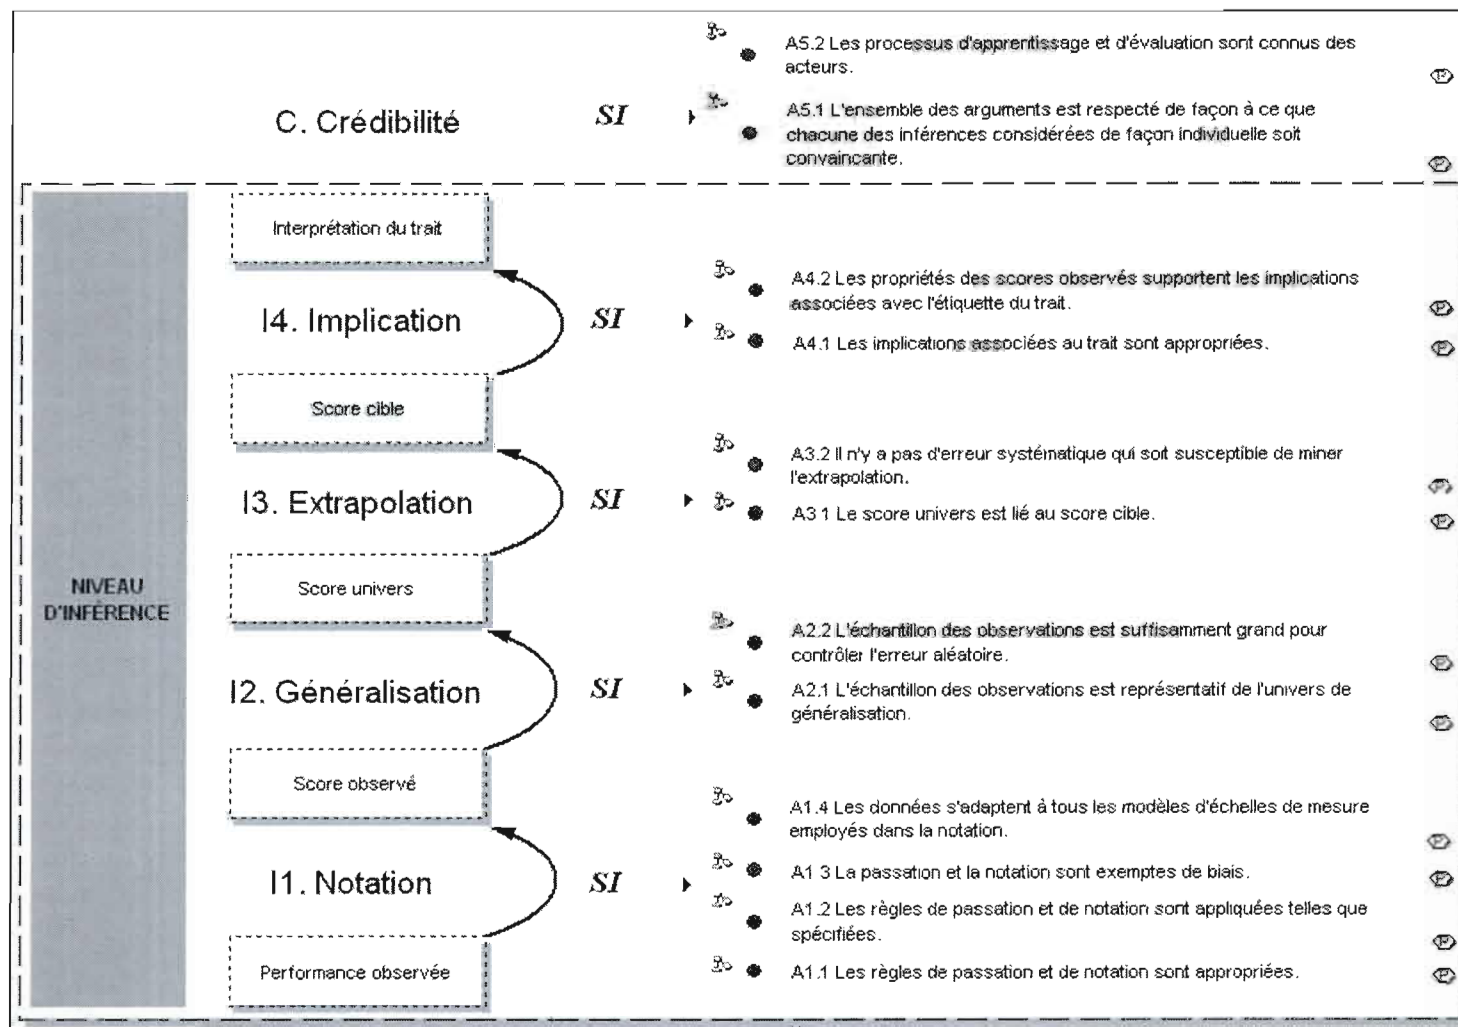 A5.2 Les processus d'apprentissage et d'évaluation sont connus des
acteurs.
C. Crédibilité
SI
A5.1 L'ensemble des arguments est respecté de façon à ce que
chacune des inférences considérées de façon individuelle soit
convaincante.
NIVEAU
D'INFÉRENCE
Interprétation du trait
I4. Implication
SI
A4.2 Les propriétés des scores observés supportent les implications
associées avec l'étiquette du trait.
A4.1 Les implications associées au trait sont appropriées.
Score cible
I3. Extrapolation
SI
A3.2 Il n'y a pas d'erreur systématique qui soit susceptible de miner
l'extrapolation.
A3 1 Le score univers est lié au score cible.
Score univers
I2. Généralisation
SI
A2.2 L'échantillon des observations est suffisamment grand pour
contrôler l'erreur aléatoire.
A2.1 L'échantillon des observations est représentatif de l'univers de
généralisation.
Score observé
I1. Notation
SI
A1.4 Les données s'adaptent à tous les modèles d'échelles de mesure
employés dans la notation.
A1 3 La passation et la notation sont exemptes de biais.
A1.2 Les règles de passation et de notation sont appliquées telles que
spécifiées.
A1.1 Les règles de passation et de notation sont appropriées.
Performance observée